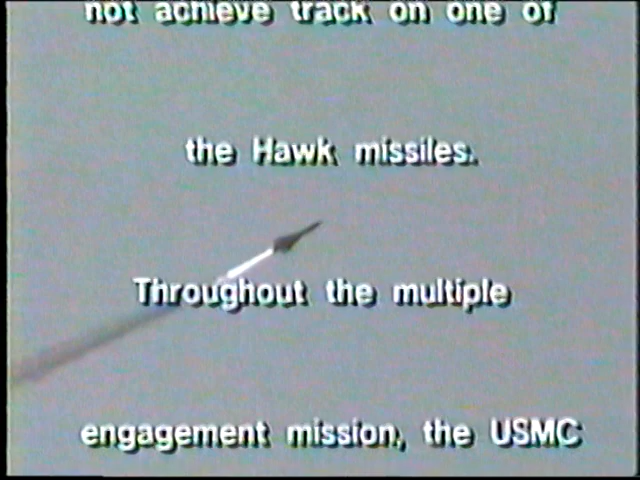 not achieve track on one of
the Hawk missiles.
Throughout the multiple
engagement mission, the USMC